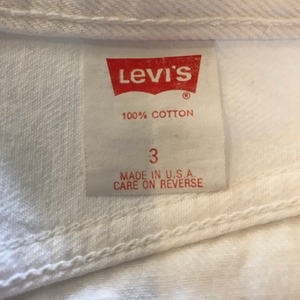 Levi's
®
100% COTTON
3
MADE IN U.S.A.
CARE ON REVERSE